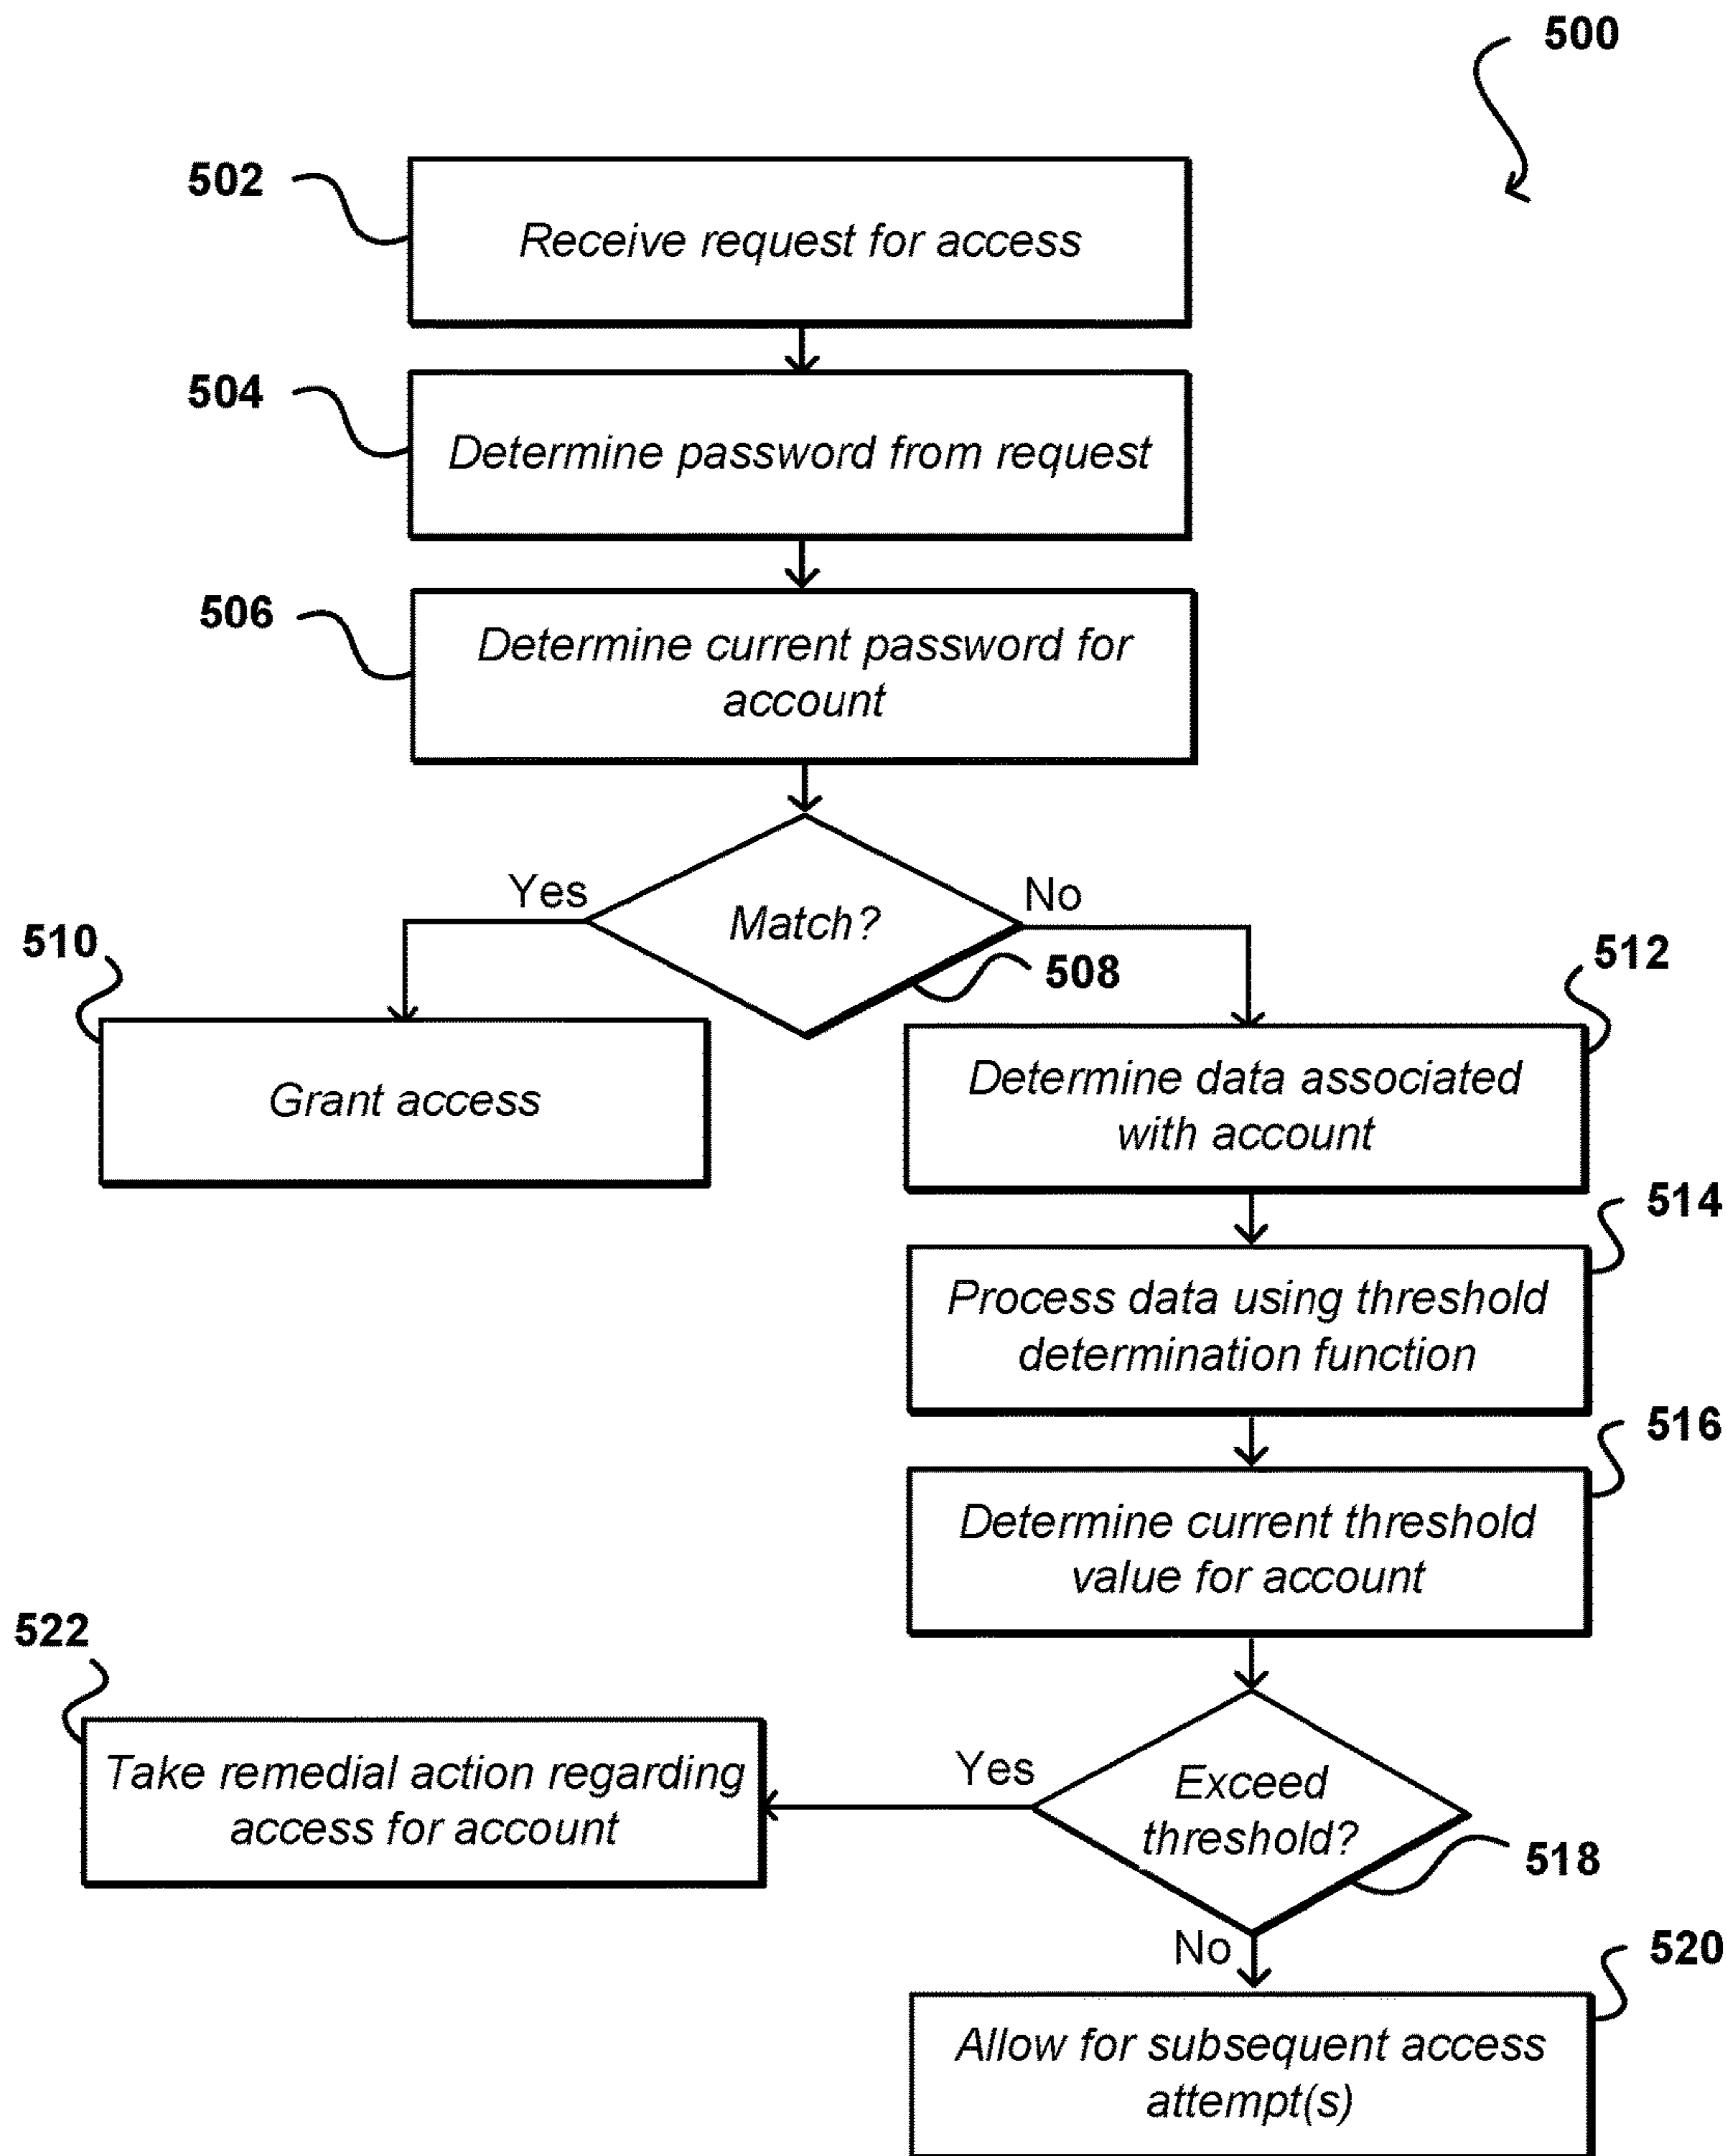 500
502
Receive request for access
504
Determine password from request
506
Determine current password for
account
Yes
No
Match?
508
510
Grant access
512
Determine data associated
with account
514
Process data using threshold
determination function
516
Determine current threshold
value for account
522
Take remedial action regarding
access for account
Yes
Exceed
threshold?
518
No
520
Allow for subsequent access
attempt(s)